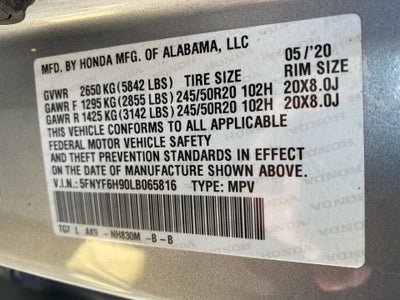 MFD. BY HONDA MFG. OF ALABAMA, LLC 05/'20
GVWR 2650 KG (5842 LBS) TIRE SIZE RIM SIZE
GAWR F 1295 KG (2855 LBS) 245/50R20 102H 20X8.0J
GAWR R 1425 KG (3142 LBS) 245/50R20 102H 20X8.0J
THIS VEHICLE CONFORMS TO ALL APPLICABLE
FEDERAL MOTOR VEHICLE SAFETY
AND THEFT PREVENTION STANDARDS IN EFFECT
ON THE DATE OF MANUFACTURE SHOWN ABOVE.
V.I.N.: 5FNYF6H90LB065816 TYPE: MPV
TG7 L AK9 -NH830M -B -B